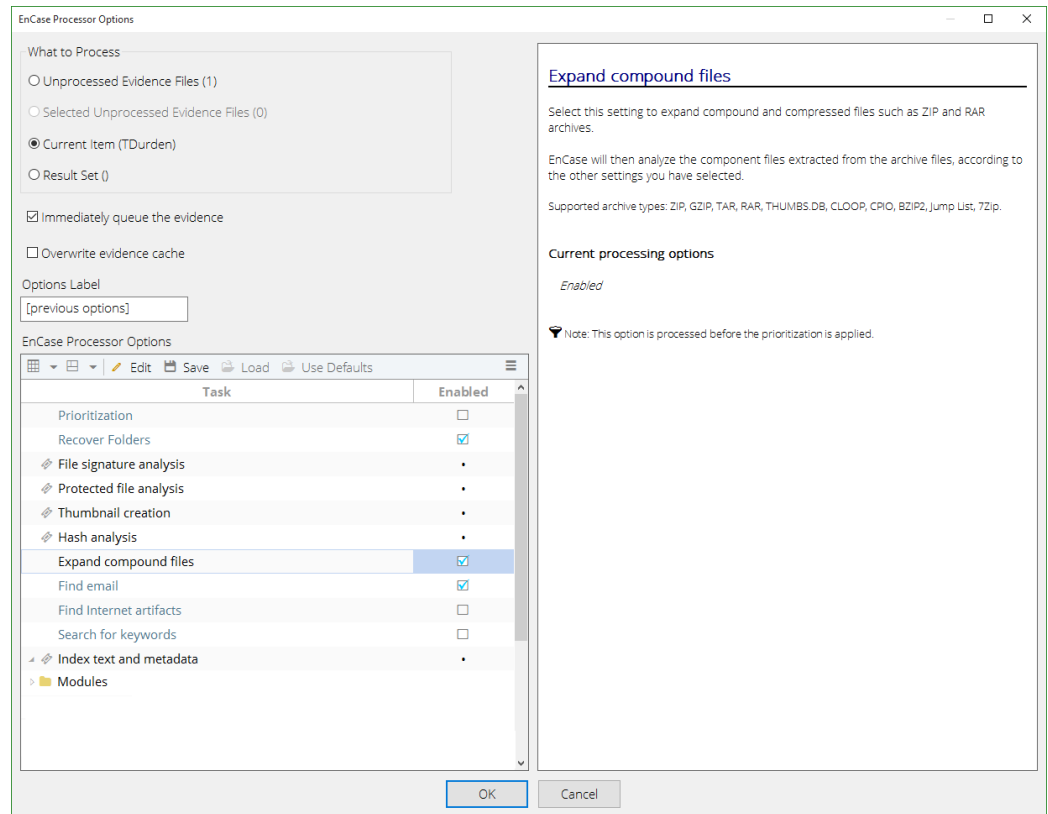 EnCase Processor Options
What to Process
Unprocessed Evidence Files (1)
Selected Unprocessed Evidence Files (0)
Current Item (TDurden)
Result Set ()
Immediately queue the evidence
Overwrite evidence cache
Options Label
[previous options]
EnCase Processor Options
Edit Save Load Use Defaults
Task Enabled
Prioritization
Recover Folders
File signature analysis
Protected file analysis
Thumbnail creation
Hash analysis
Expand compound files
Find email
Find Internet artifacts
Search for keywords
Index text and metadata
Modules
Expand compound files
Select this setting to expand compound and compressed files such as ZIP and RAR
archives.
EnCase will then analyze the component files extracted from the archive files, according to
the other settings you have selected.
Supported archive types: ZIP, GZIP, TAR, RAR, THUMBS.DB, CLOOP, CPIO, BZIP2, Jump List, 7Zip.
Current processing options
Enabled
Note: This option is processed before the prioritization is applied.
OK Cancel